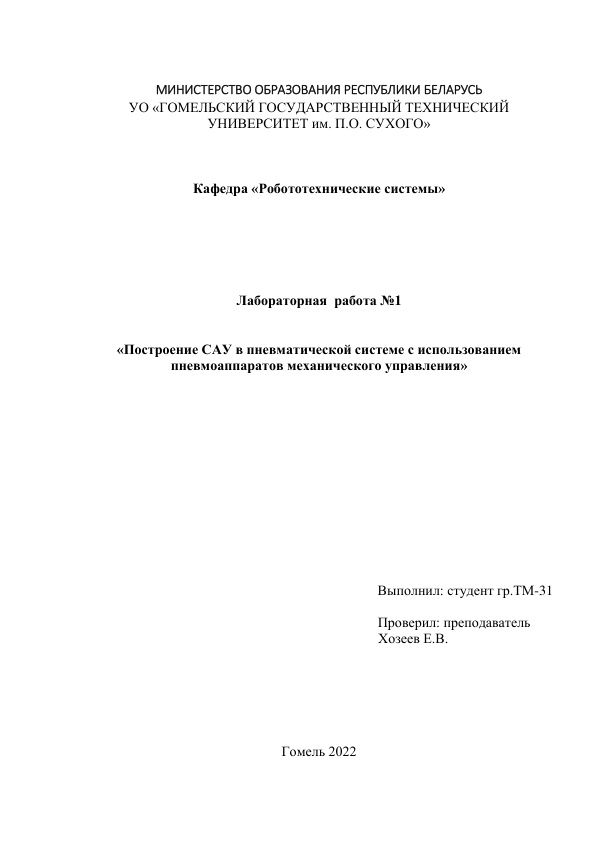 МИНИСТЕРСТВО ОБРАЗОВАНИЯ РЕСПУБЛИКИ БЕЛАРУСЬ
УО «ГОМЕЛЬСКИЙ ГОСУДАРСТВЕННЫЙ ТЕХНИЧЕСКИЙ
УНИВЕРСИТЕТ им. П.О. СУХОГО»
Кафедра «Робототехнические системы»
Лабораторная  работа №1
«Построение САУ в пневматической системе с использованием
пневмоаппаратов механического управления»
Выполнил: студент гр.ТМ-31
Проверил: преподаватель
Хозеев Е.В.
Гомель 2022